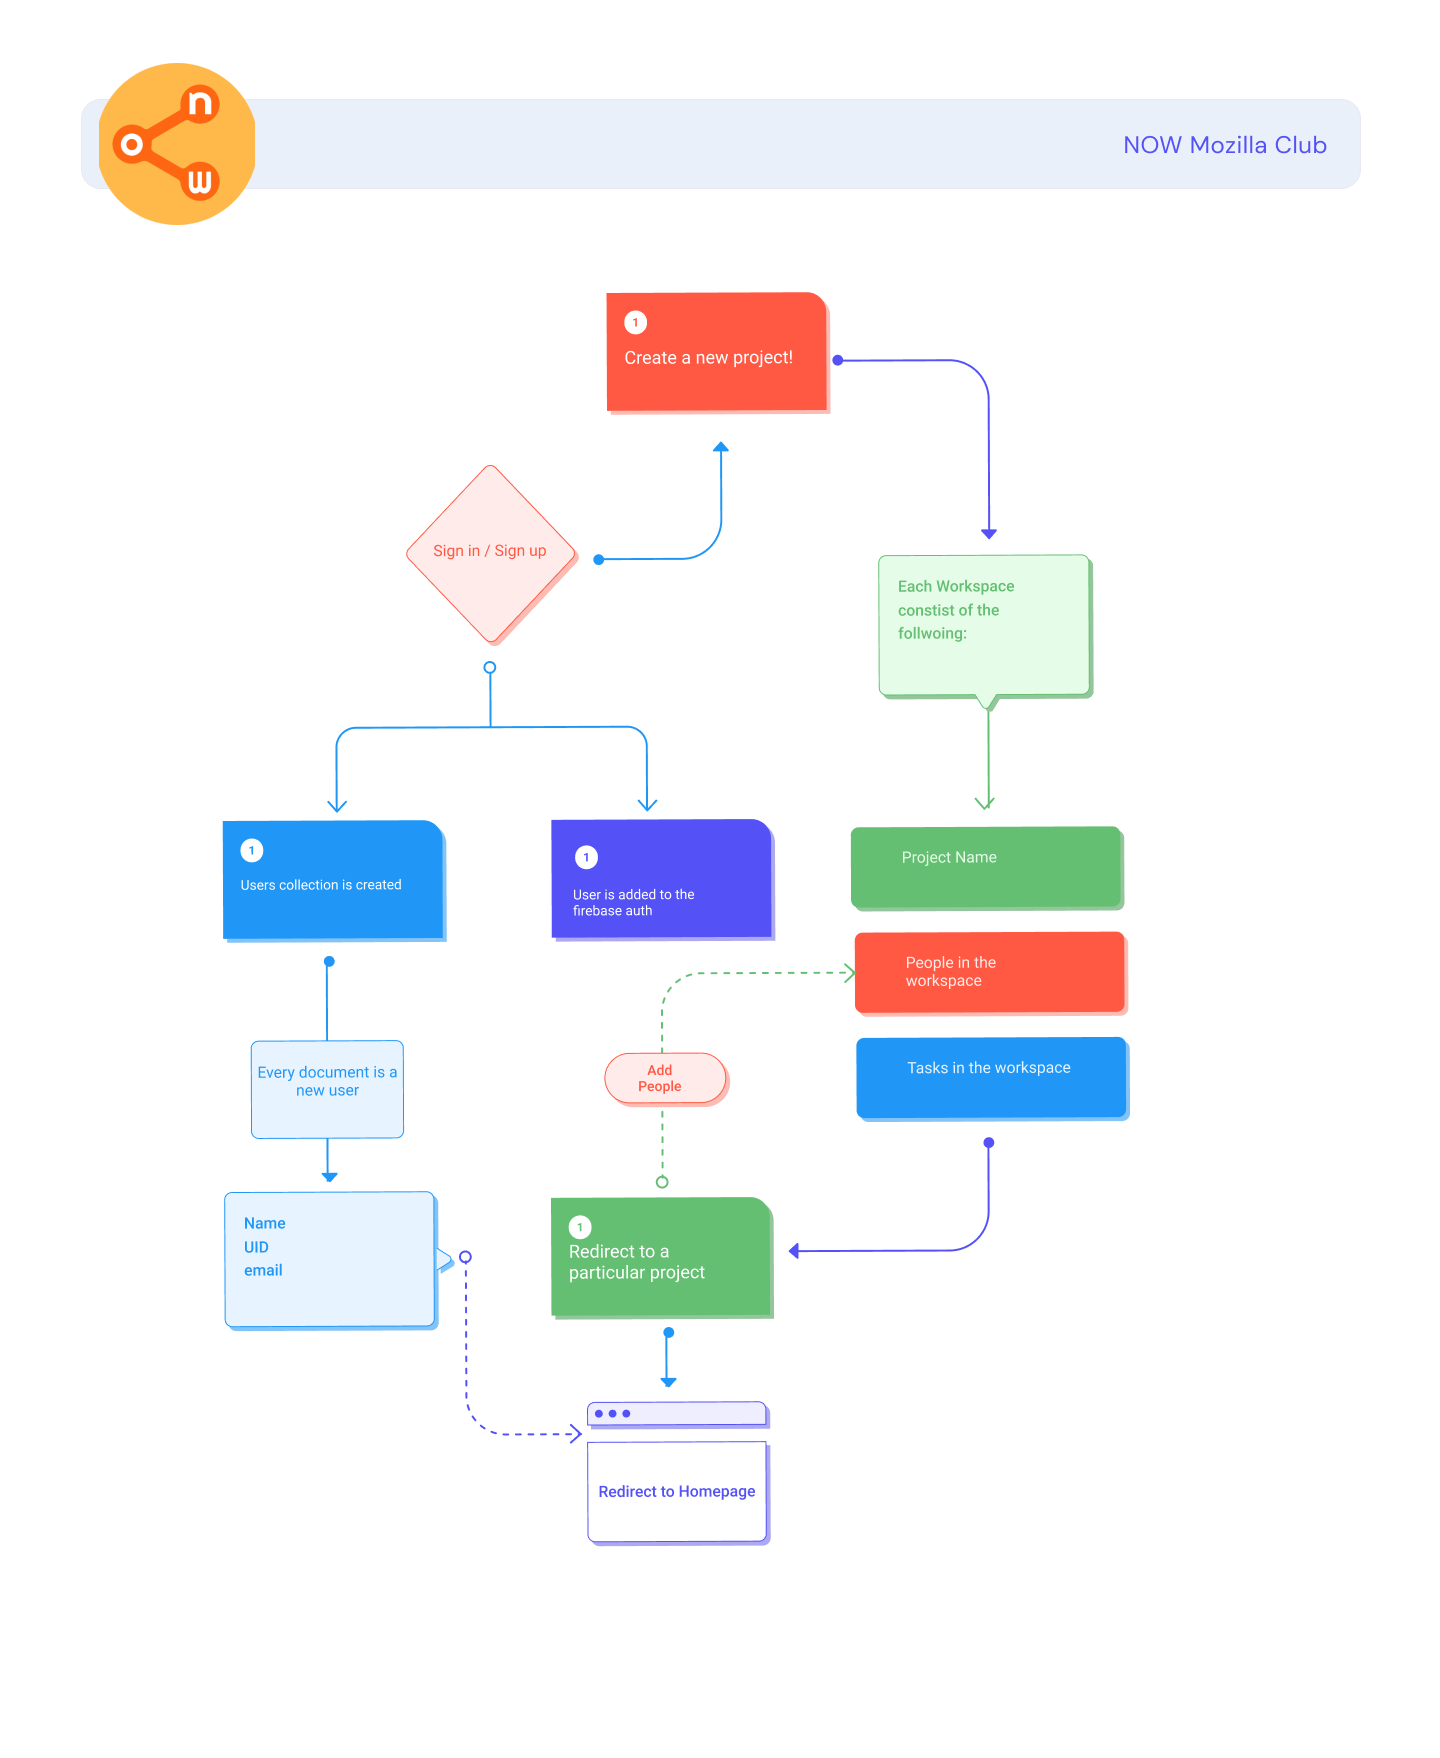 n
o
w
NOW Mozilla Club
1
Create a new project!
Sign in / Sign up
Each Workspace
constist of the
follwoing:
1
Users collection is created
1
User is added to the
firebase auth
Project Name
People in the
workspace
Tasks in the workspace
Every document is a
new user
Add
People
Name
UID
email
1
Redirect to a
particular project
Redirect to Homepage